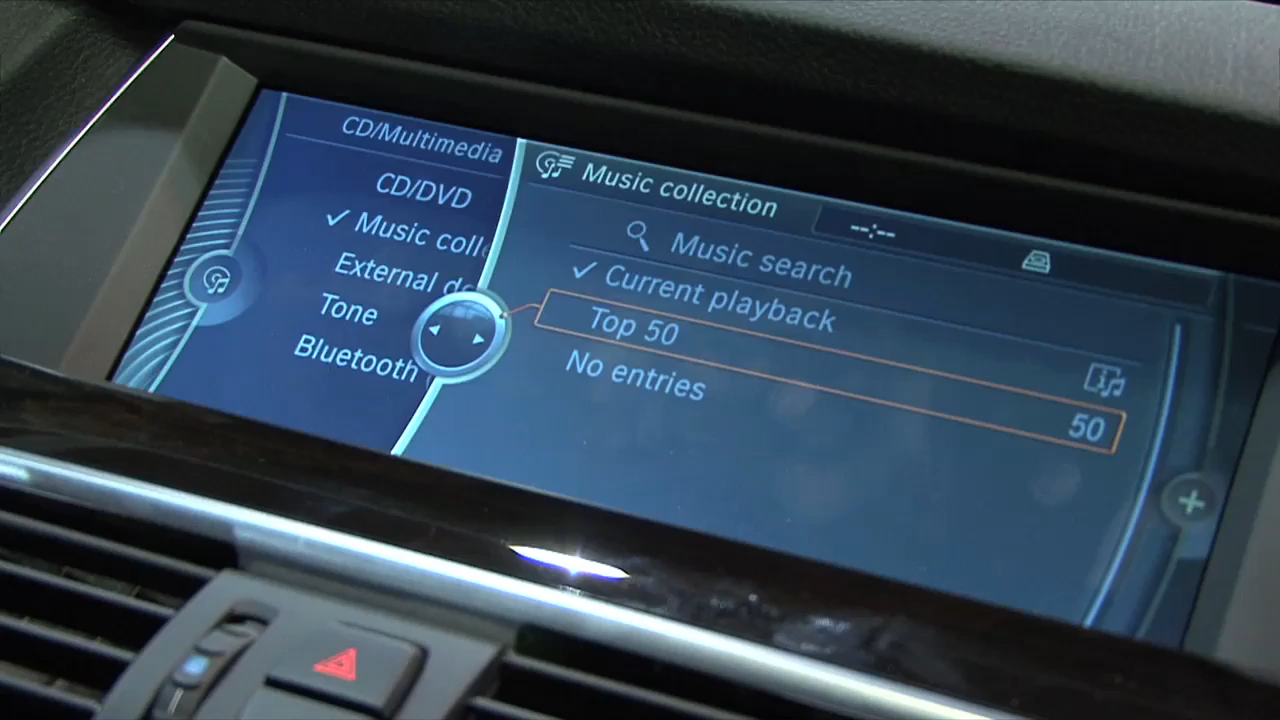 CD/Multimedia
CD/DVD
✓ Music coll
External de
Tone
Bluetooth
Music collection
--:--
Music search
✓ Current playback
Top 50
50
No entries